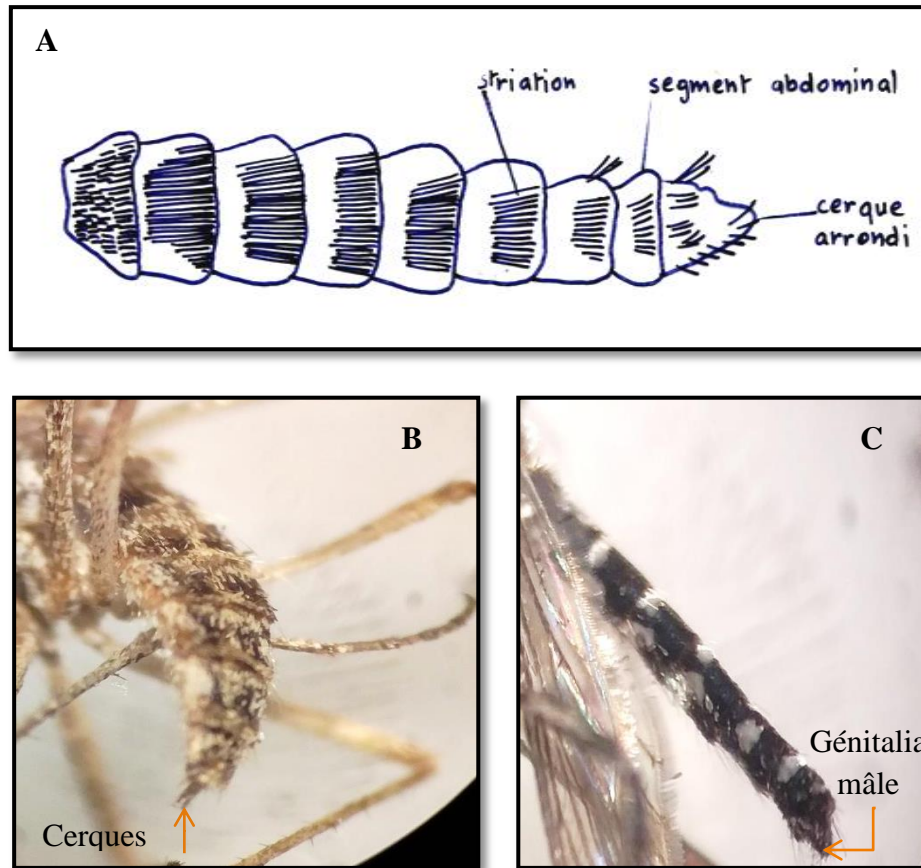 A
striation
segment abdominal
cerque
arrondi
B
Cerques
C
Génitalia
mâle